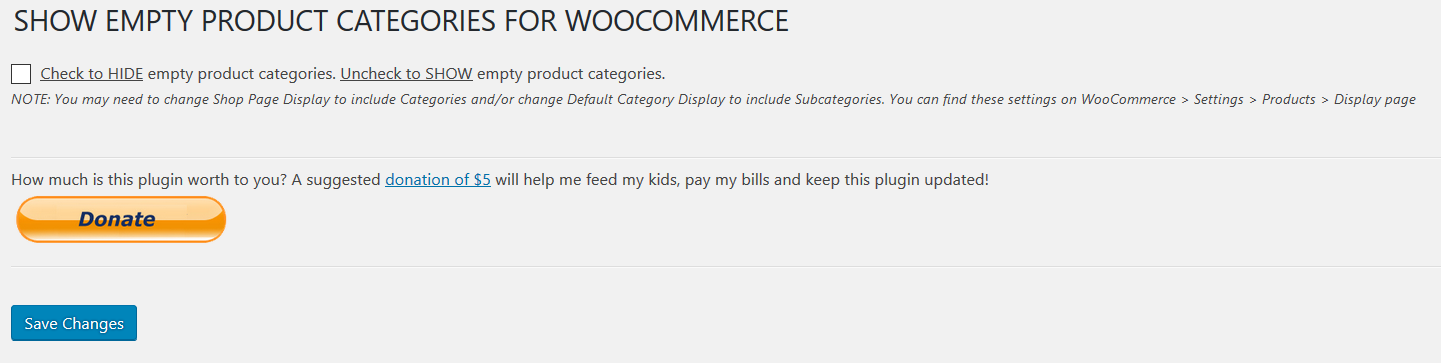 SHOW EMPTY PRODUCT CATEGORIES FOR WOOCOMMERCE
Check to HIDE empty product categories. Uncheck to SHOW empty product categories.
NOTE: You may need to change Shop Page Display to include Categories and/or change Default Category Display to include Subcategories. You can find these settings on WooCommerce > Settings > Products > Display page
How much is this plugin worth to you? A suggested donation of $5 will help me feed my kids, pay my bills and keep this plugin updated!
Donate
Save Changes